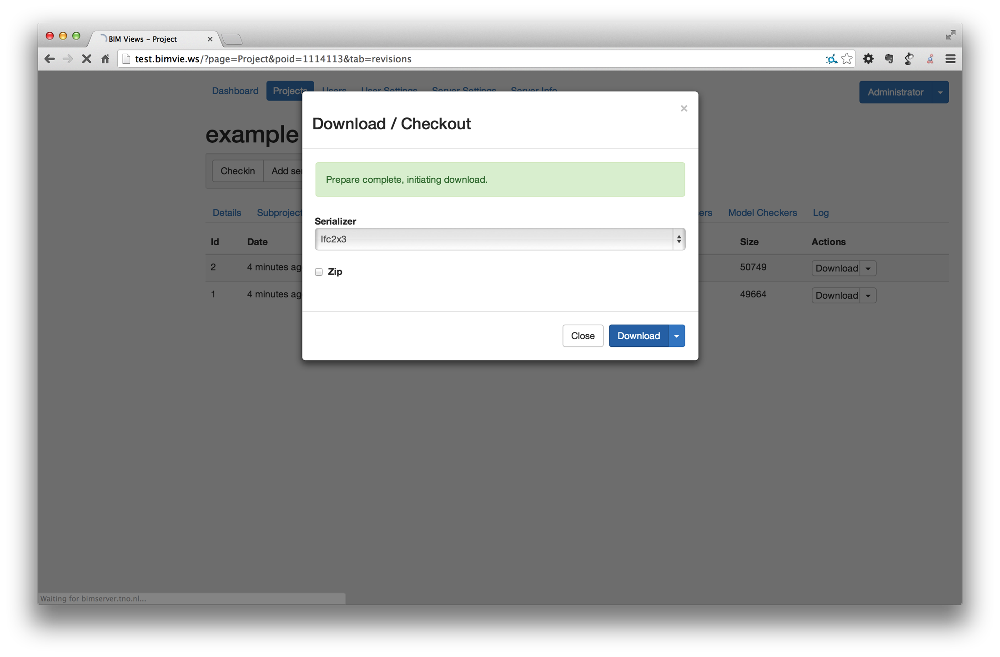 BIM Views – Project
test.bimvie.ws/?page=Project&poid=1114113&tab=revisions
Dashboard Projects Users User Settings Server Settings Server Info Administrator
Download / Checkout
example
Prepare complete, initiating download.
Checkin Add ser
Details Subproject ers Model Checkers Log
Serializer
Ifc2x3
Id Date Size Actions
2 4 minutes ag 50749 Download
Zip
1 4 minutes ag 49664 Download
Close Download
Waiting for bimserver.tno.nl...